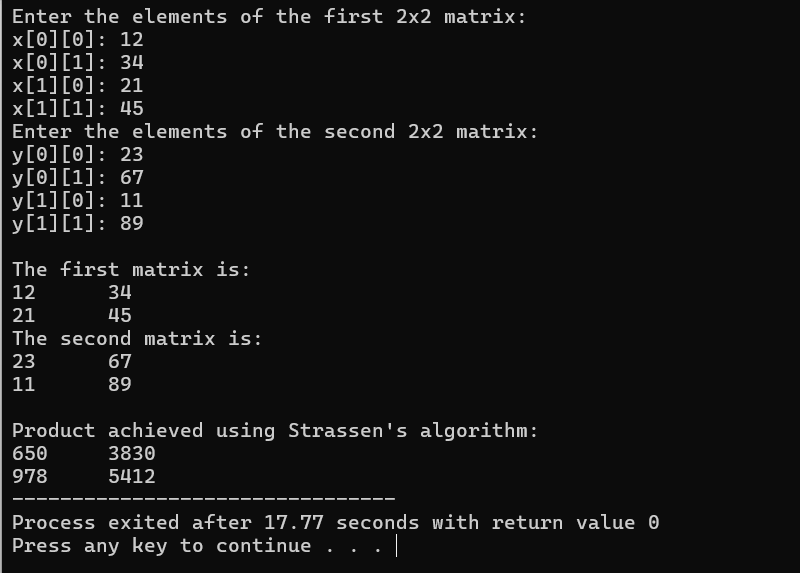 Enter the elements of the first 2x2 matrix:
x[0][0]: 12
x[0][1]: 34
x[1][0]: 21
x[1][1]: 45
Enter the elements of the second 2x2 matrix:
y[0][0]: 23
y[0][1]: 67
y[1][0]: 11
y[1][1]: 89

The first matrix is:
12      34
21      45
The second matrix is:
23      67
11      89

Product achieved using Strassen's algorithm:
650     3830
978     5412
--------------------------------
Process exited after 17.77 seconds with return value 0
Press any key to continue . . .